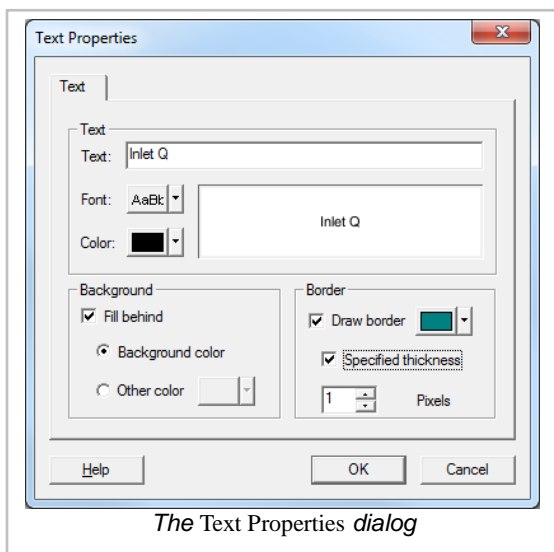 Text Properties
Text
Text
Text: Inlet Q
Font: AaBb
Inlet Q
Color:
Background
Fill behind
Background color
Other color
Border
Draw border
Specified thickness
1 Pixels
Help OK Cancel
The Text Properties dialog